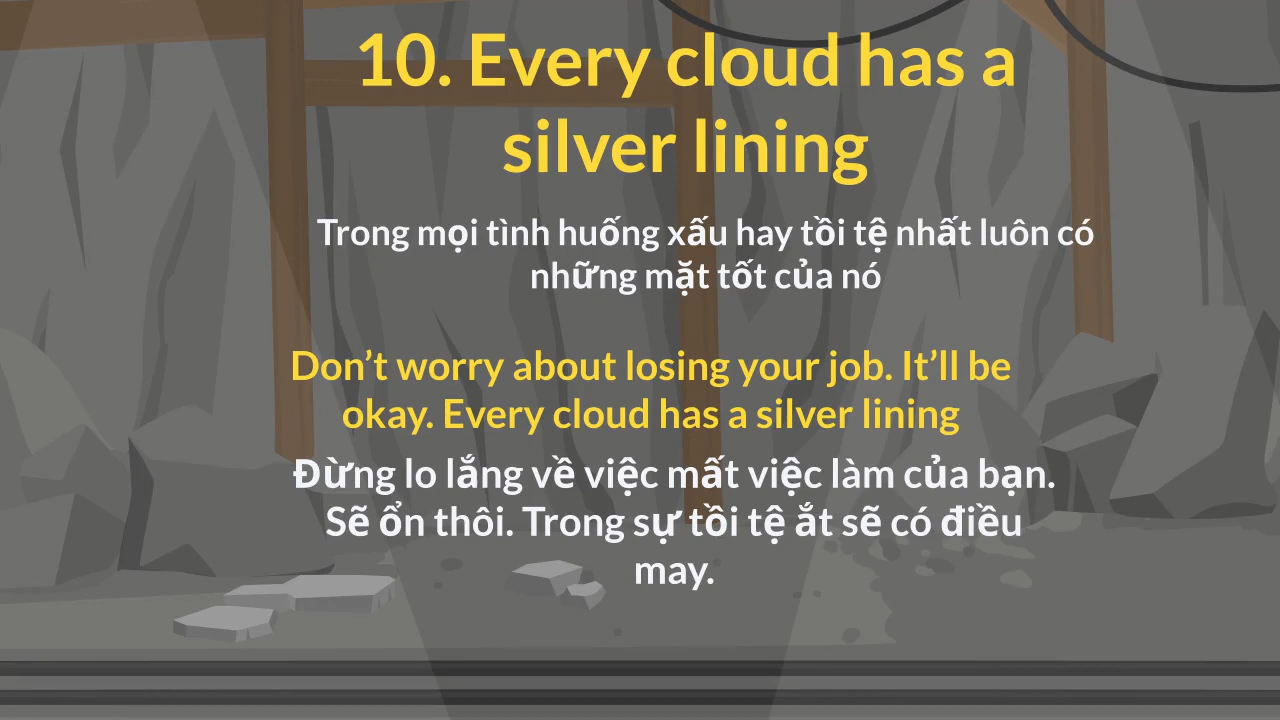 10. Every cloud has a
silver lining
Trong mọi tình huống xấu hay tồi tệ nhất luôn có
những mặt tốt của nó
Don’t worry about losing your job. It’ll be
okay. Every cloud has a silver lining
Đừng lo lắng về việc mất việc làm của bạn.
Sẽ ổn thôi. Trong sự tồi tệ ắt sẽ có điều
may.